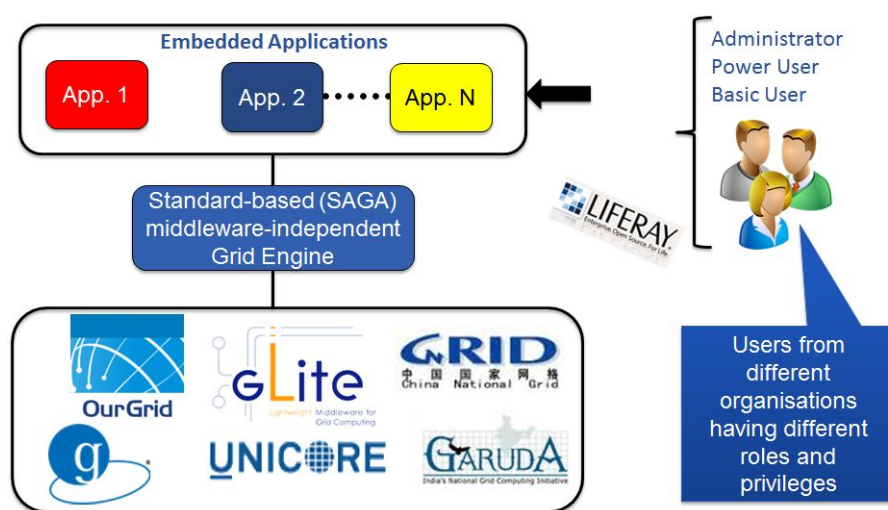 Embedded Applications
App. 1
App. 2
App. N
Administrator
Power User
Basic User
Standard-based (SAGA)
middleware-independent
Grid Engine
LIFERAY
Enterprise. Open Source. For Life.
OurGrid
gLite
Lightweight Middleware for
Grid Computing
CNGRID
中国国家网格
China National Grid
g
UNICORE
GARUDA
India's National Grid Computing Initiative
Users from
different
organisations
having different
roles and
privileges